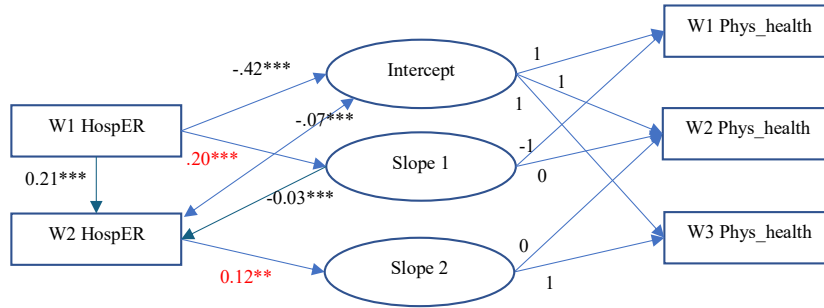 W1 Phys_health
1
-.42***
Intercept
1
1
W1 HospER
-.07***
W2 Phys_health
-1
.20***
Slope 1
0
0.21***
-0.03***
W2 HospER
W3 Phys_health
0
0.12**
Slope 2
1